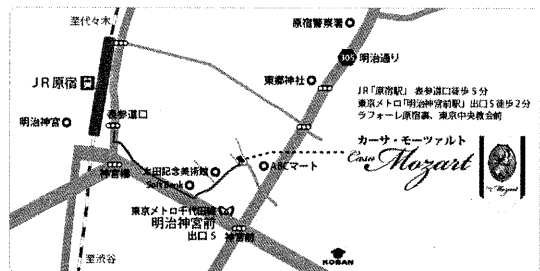 至代々木
原宿警察署
305 明治通り
JR原宿
東郷神社
JR「原宿駅」 表参道口徒歩5分
東京メトロ「明治神宮前駅」出口5徒歩2分
ラフォーレ原宿裏、東京中央教会前
明治神宮
表参道口
カーサ・モーツァルト
Casa Mozart
ABCマート
太田記念美術館
SoftBank
神宮橋
東京メトロ千代田線
明治神宮前
出口5
神宮前
至渋谷
KOBAN